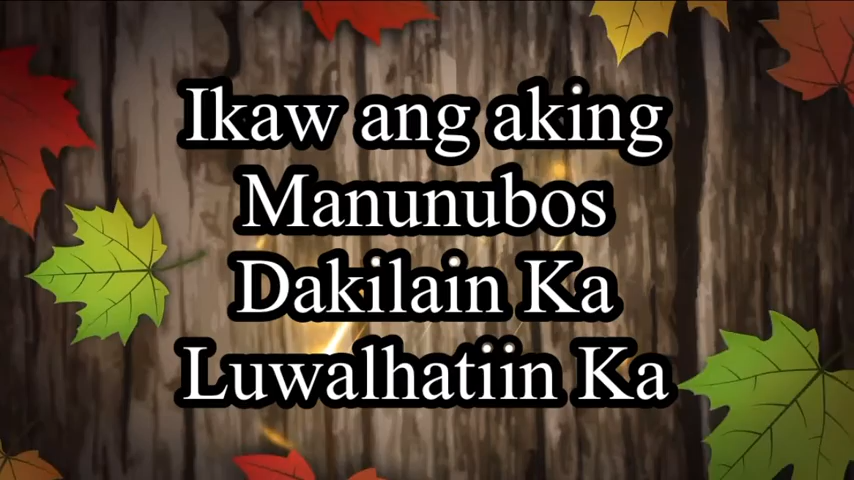 Ikaw ang aking
Manunubos
Dakilain Ka
Luwalhatiin Ka